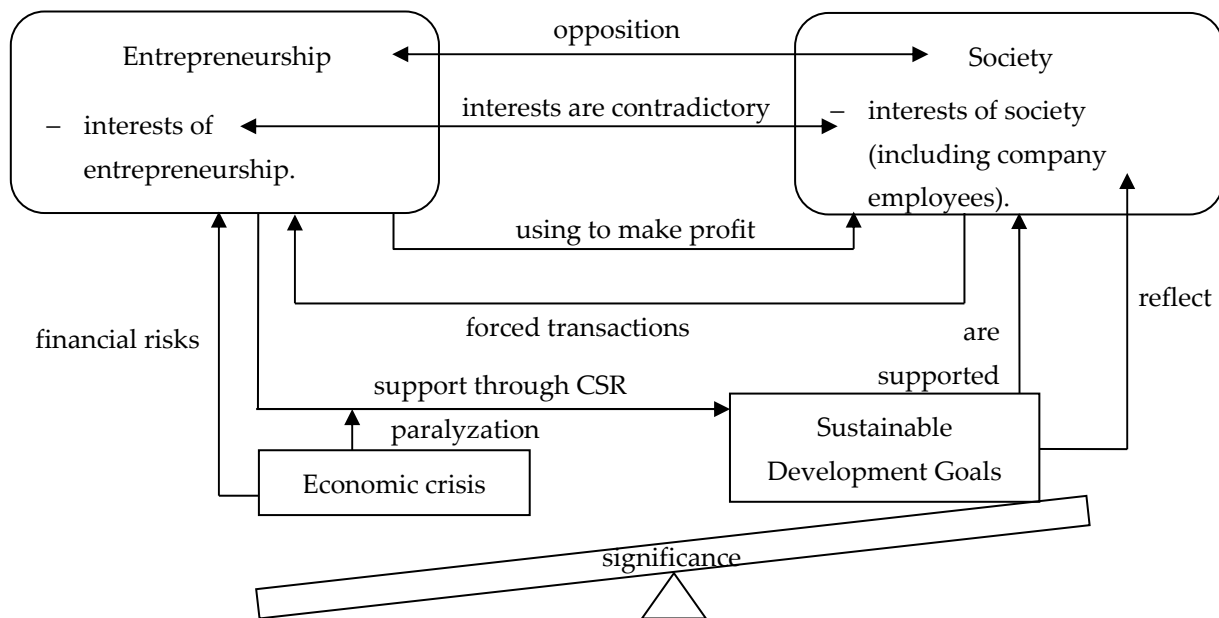 opposition
Entrepreneurship
Society
– interests of
entrepreneurship.
interests are contradictory
– interests of society
(including company
employees).
using to make profit
forced transactions
financial risks
are
supported
reflect
support through CSR
paralyzation
Economic crisis
Sustainable
Development Goals
significance